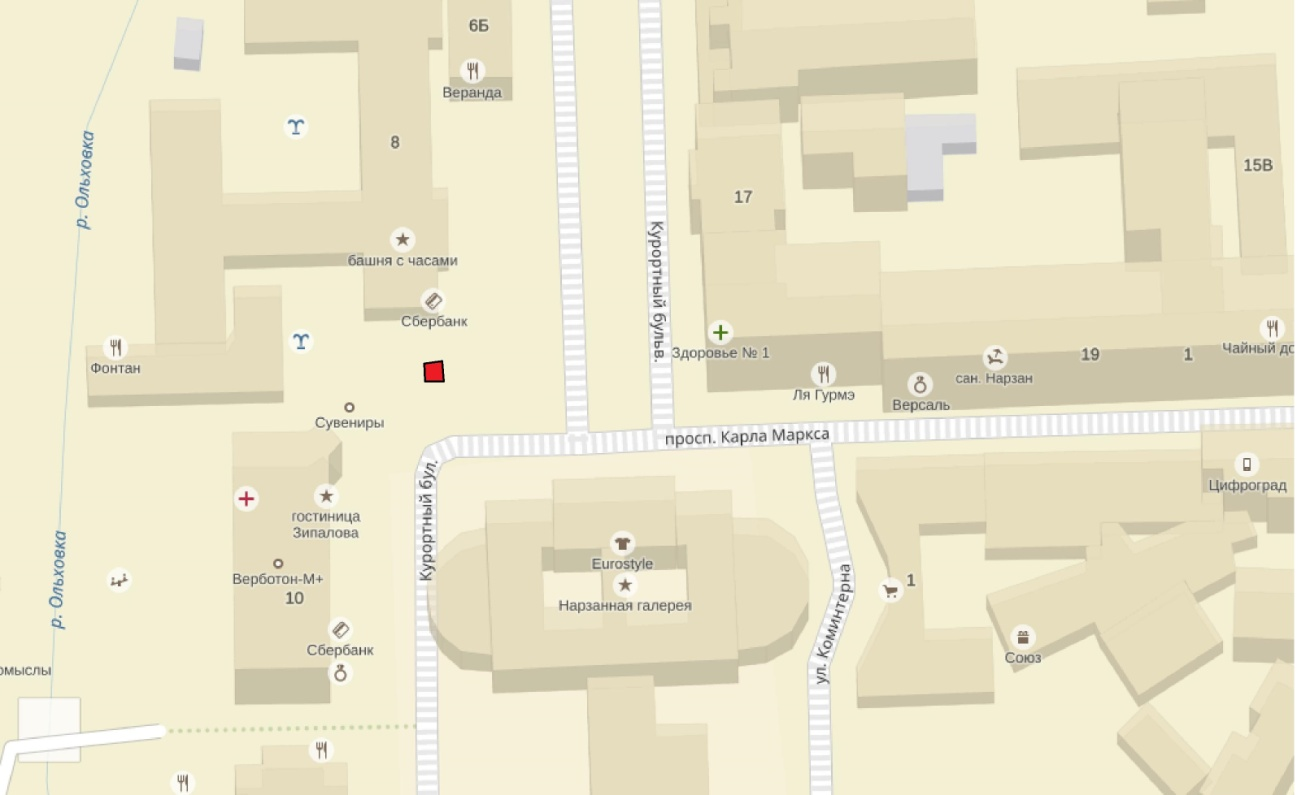 6Б
Веранда
8
р. Ольховка
15В
17
башня с часами
Курортный бульв.
Сбербанк
Здоровье № 1
19
1
Чайный до
Фонтан
сан. Нарзан
Ля Гурмэ
Версаль
Сувениры
просп. Карла Маркса
Курортный бул.
Цифроград
гостиница
Зипалова
Eurostyle
р. Ольховка
Верботон-М+
10
Нарзанная галерея
ул. Коминтерна
1
Сбербанк
Союз
омыслы